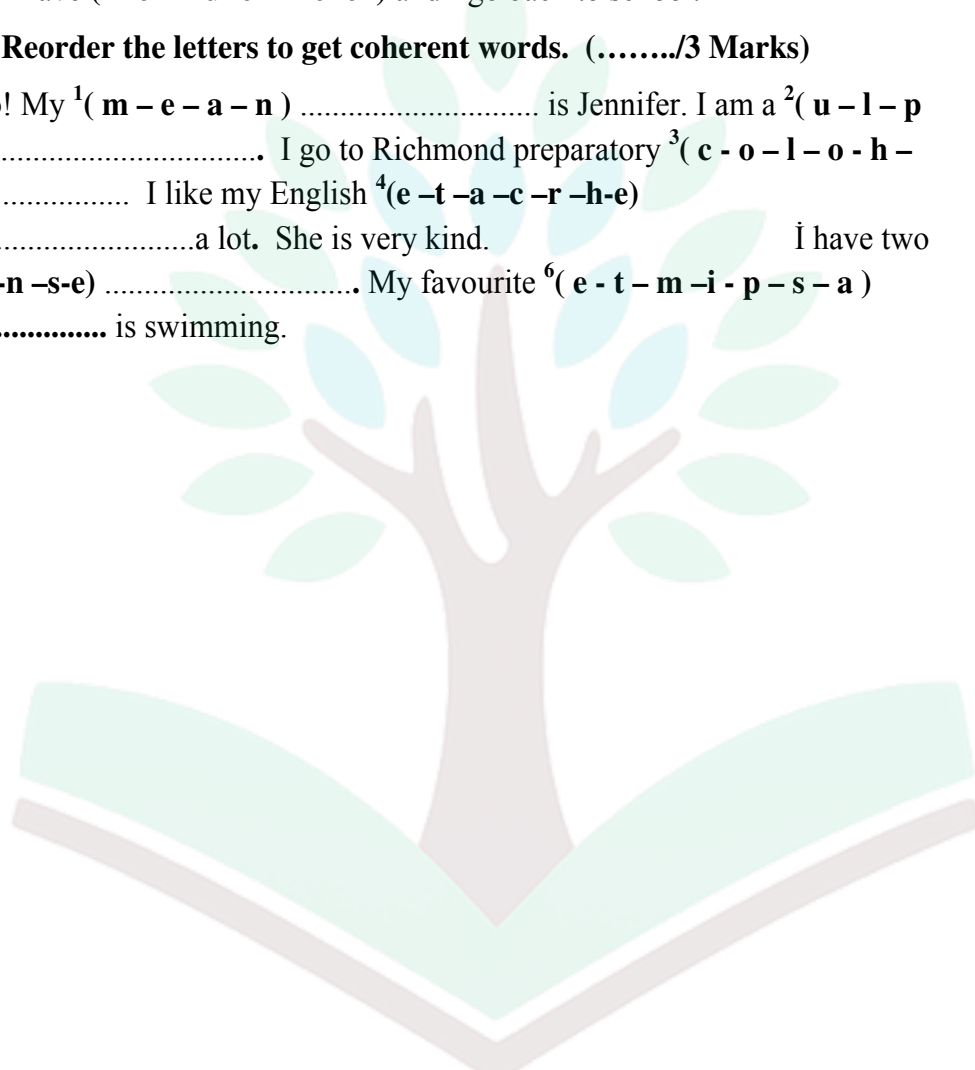 Reorder the letters to get coherent words. (……../3 Marks)
! My ¹( m – e – a – n ) .............................. is Jennifer. I am a ²( u – l – p
.................................. I go to Richmond preparatory ³( c - o – l – o - h –
................ I like my English ⁴(e –t –a –c –r –h-e)
.........................a lot. She is very kind. İ have two
-n –s-e) ................................. My favourite ⁶( e - t – m –i - p – s – a )
.............. is swimming.